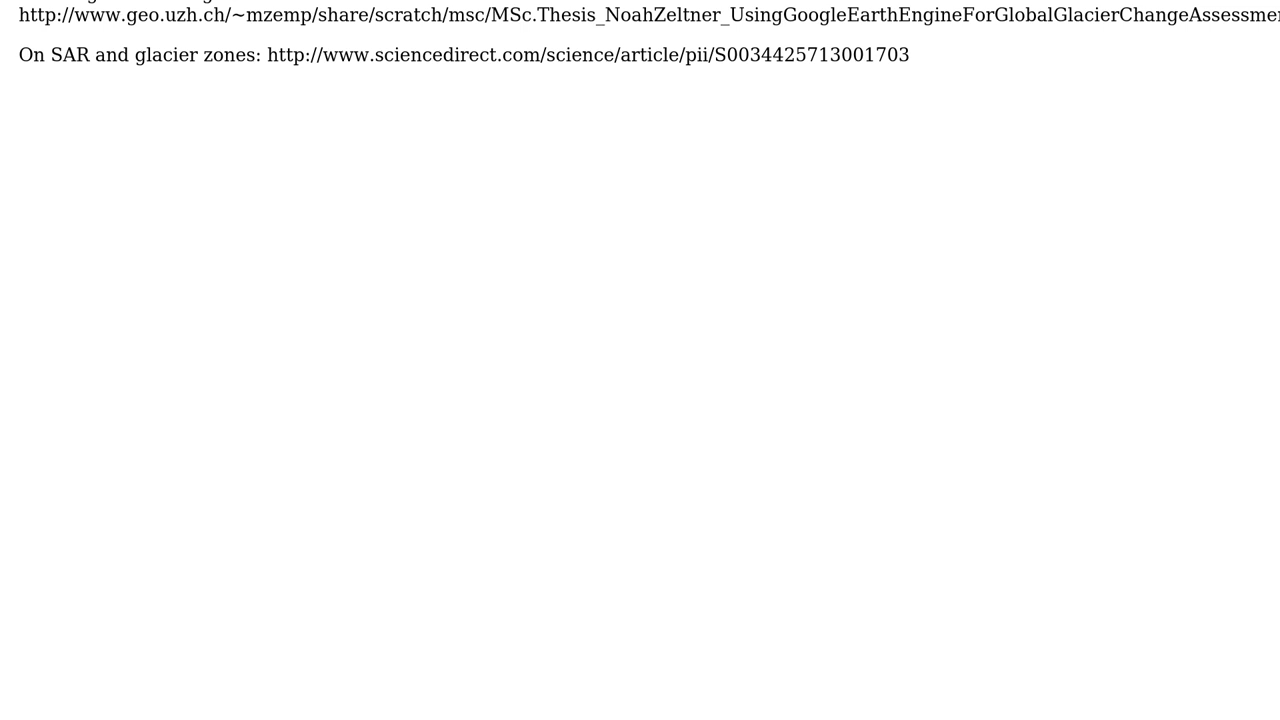 http://www.geo.uzh.ch/~mzemp/share/scratch/msc/MSc.Thesis_NoahZeltner_UsingGoogleEarthEngineForGlobalGlacierChangeAssessme
On SAR and glacier zones: http://www.sciencedirect.com/science/article/pii/S0034425713001703